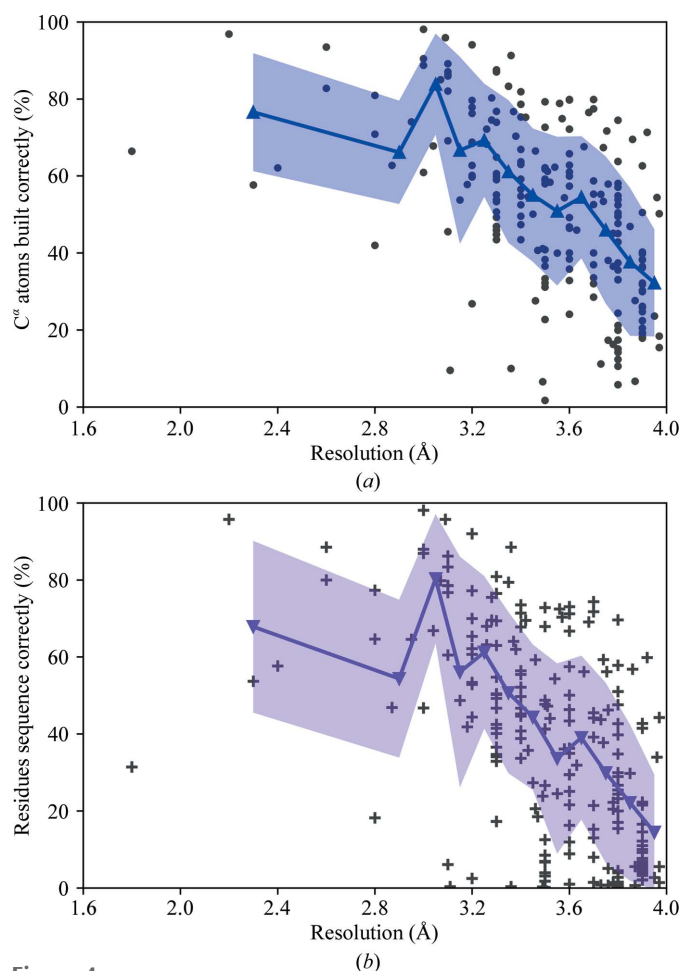 100
80
60
40
20
0
Cα atoms built correctly (%)
1.6 2.0 2.4 2.8 3.2 3.6 4.0
Resolution (Å)
(a)
100
80
60
40
20
0
Residues sequence correctly (%)
1.6 2.0 2.4 2.8 3.2 3.6 4.0
Resolution (Å)
(b)